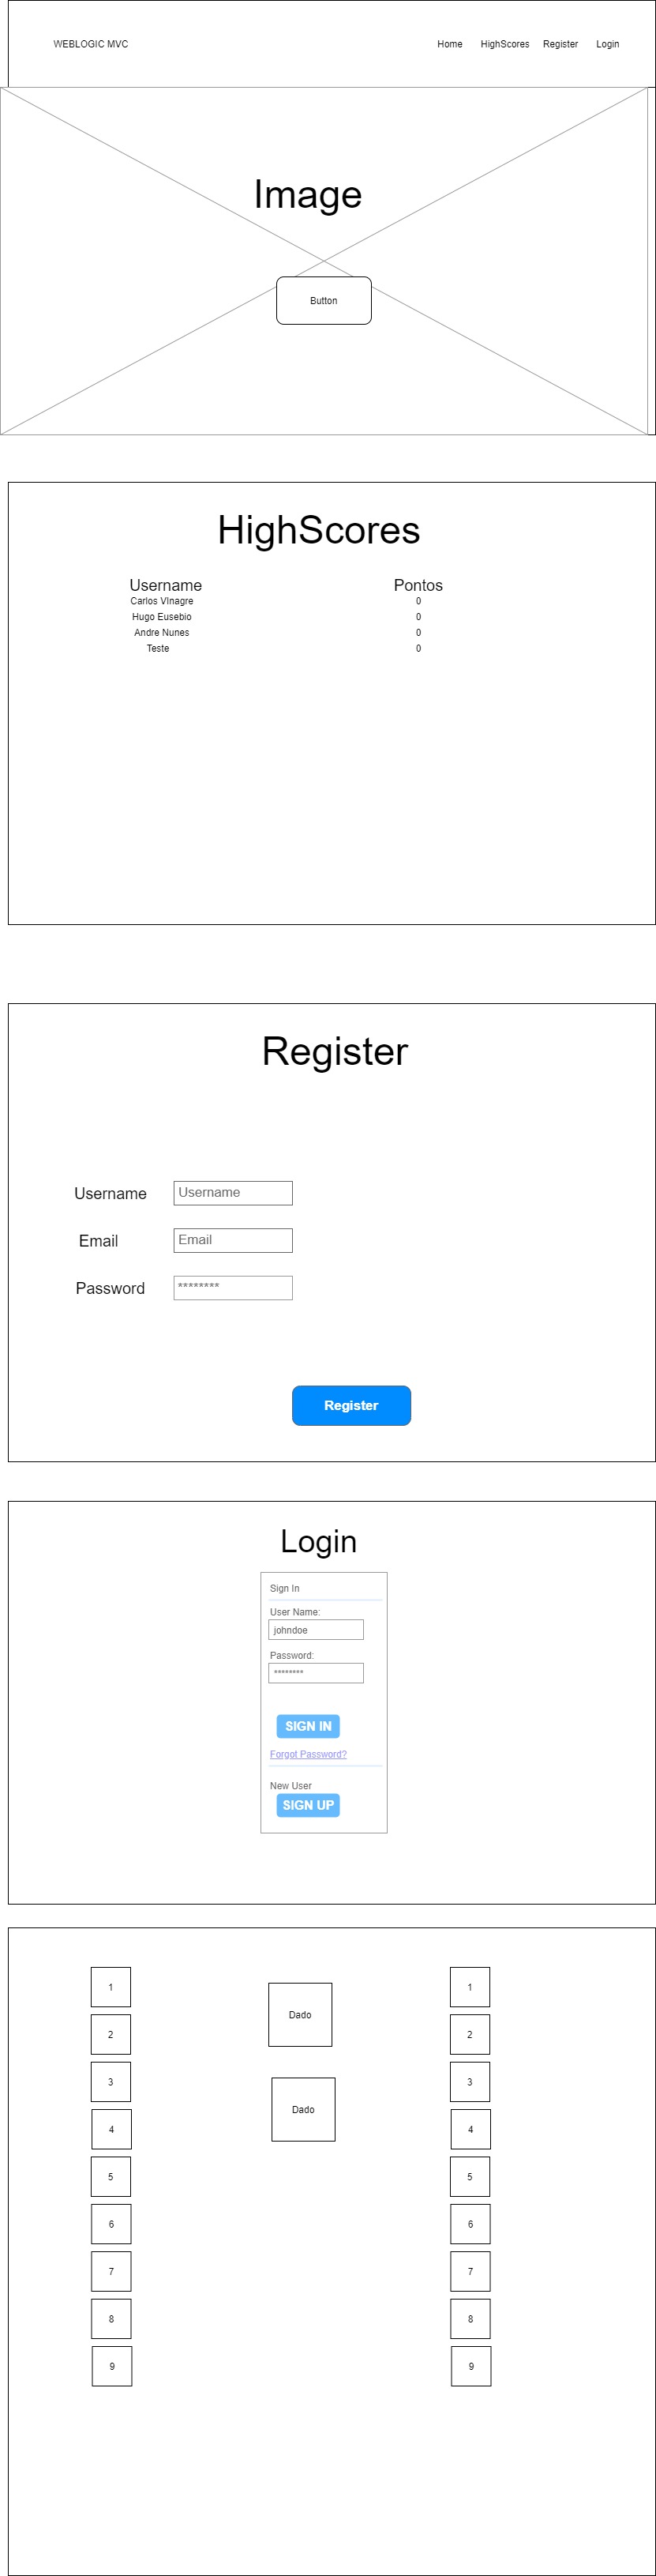 WEBLOGIC MVC Home HighScores Register Login
Image
Button
HighScores
Username Pontos
Carlos VInagre 0
Hugo Eusebio 0
Andre Nunes 0
Teste 0
Register
Username Username
Email Email
Password ********
Register
Login
Sign In
User Name:
johndoe
Password:
********
SIGN IN
Forgot Password?
New User
SIGN UP
1 1
Dado
2 2
3 3
Dado
4 4
5 5
6 6
7 7
8 8
9 9